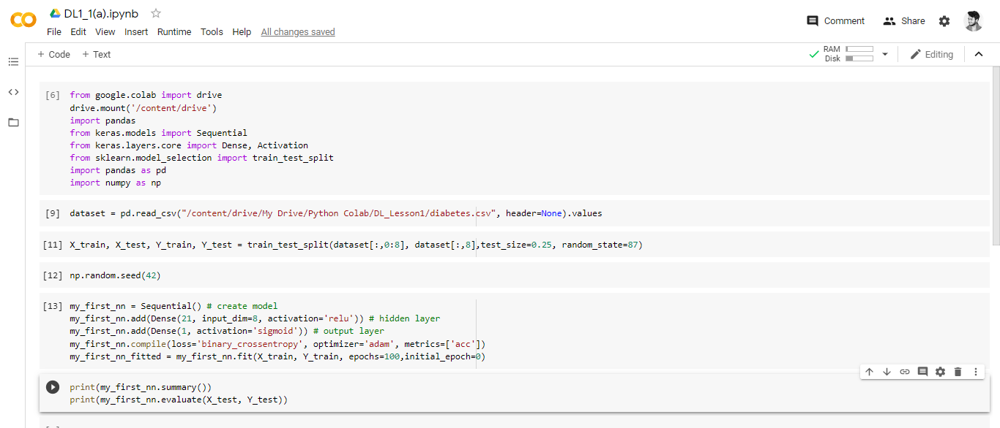 DL1_1(a).ipynb
File Edit View Insert Runtime Tools Help All changes saved
Comment Share
+ Code + Text
RAM
Disk
Editing
[6] from google.colab import drive
drive.mount('/content/drive')
import pandas
from keras.models import Sequential
from keras.layers.core import Dense, Activation
from sklearn.model_selection import train_test_split
import pandas as pd
import numpy as np
[9] dataset = pd.read_csv("/content/drive/My Drive/Python Colab/DL_Lesson1/diabetes.csv", header=None).values
[11] X_train, X_test, Y_train, Y_test = train_test_split(dataset[:,0:8], dataset[:,8],test_size=0.25, random_state=87)
[12] np.random.seed(42)
[13] my_first_nn = Sequential() # create model
my_first_nn.add(Dense(21, input_dim=8, activation='relu')) # hidden layer
my_first_nn.add(Dense(1, activation='sigmoid')) # output layer
my_first_nn.compile(loss='binary_crossentropy', optimizer='adam', metrics=['acc'])
my_first_nn_fitted = my_first_nn.fit(X_train, Y_train, epochs=100,initial_epoch=0)
print(my_first_nn.summary())
print(my_first_nn.evaluate(X_test, Y_test))